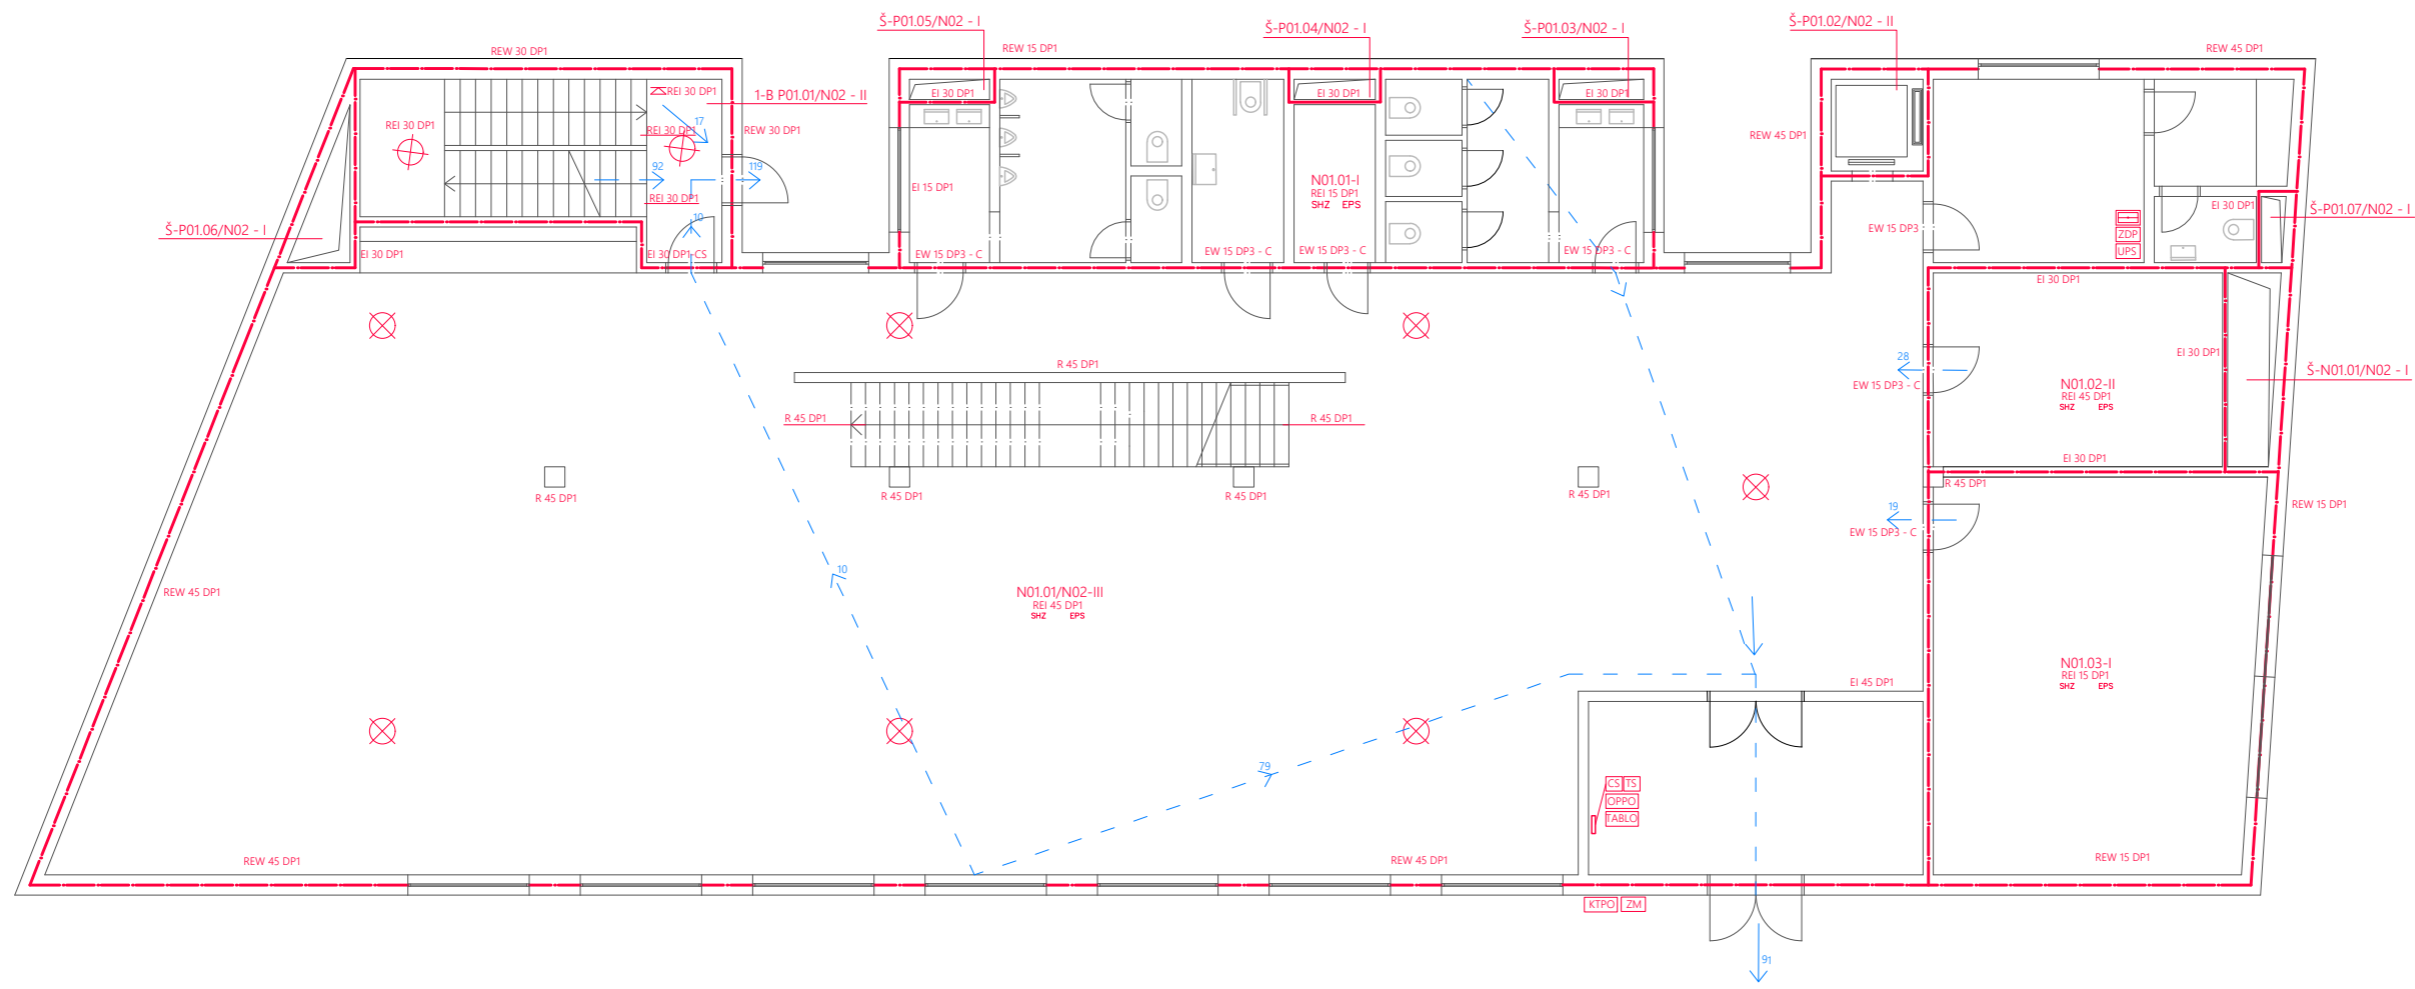 Š-P01.05/N02 - I
Š-P01.04/N02 - I
Š-P01.03/N02 - I
Š-P01.02/N02 - II
REW 30 DP1
REW 15 DP1
REW 45 DP1
REI 30 DP1
1-B P01.01/N02 - II
EI 30 DP1
EI 30 DP1
EI 30 DP1
REI 30 DP1
17
REI 30 DP1
REW 30 DP1
REW 45 DP1
92
119
EI 15 DP1
N01.01-I
REI 15 DP1
SHZ EPS
REI 30 DP1
10
Š-P01.06/N02 - I
EI 30 DP1
EI 30 DP1-CS
EW 15 DP3 - C
EW 15 DP3 - C
EW 15 DP3 - C
EW 15 DP3 - C
EW 15 DP3
ZDP
UPS
EI 30 DP1
Š-P01.07/N02 - I
EI 30 DP1
R 45 DP1
28
EI 30 DP1
Š-N01.01/N02 - I
EW 15 DP3 - C
N01.02-II
REI 45 DP1
SHZ EPS
R 45 DP1
R 45 DP1
EI 30 DP1
R 45 DP1
R 45 DP1
R 45 DP1
R 45 DP1
R 45 DP1
19
REW 15 DP1
EW 15 DP3 - C
10
REW 45 DP1
N01.01/N02-III
REI 45 DP1
SHZ EPS
N01.03-I
REI 15 DP1
SHZ EPS
EI 45 DP1
79
CS TS
OPPO
TABLO
REW 45 DP1
REW 45 DP1
REW 15 DP1
KTPO ZM
91